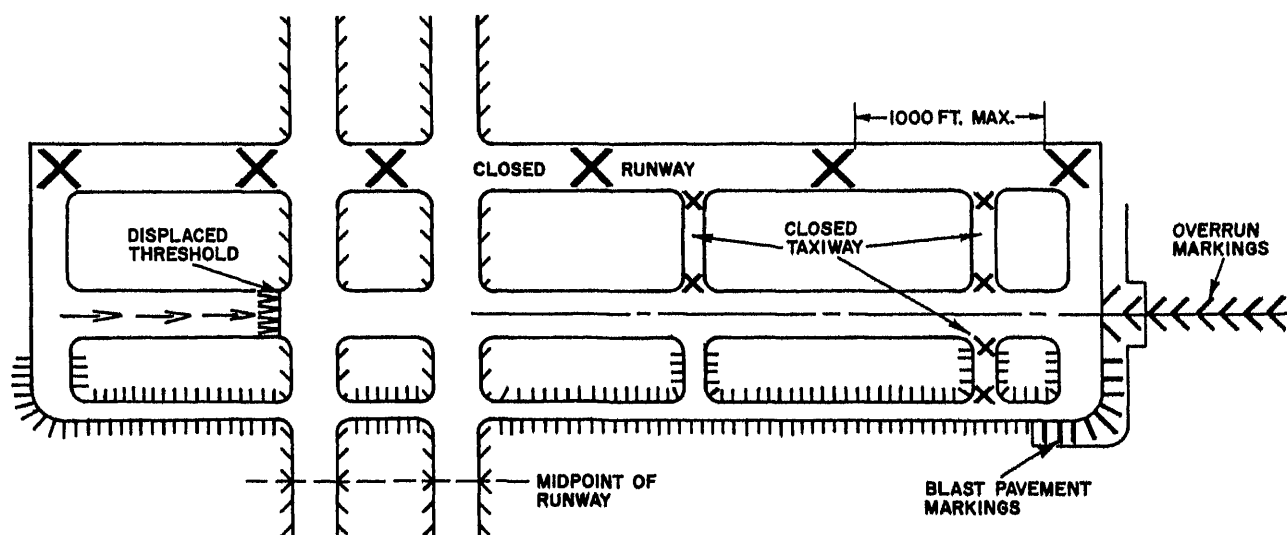 1000 FT. MAX.
CLOSED RUNWAY
DISPLACED
THRESHOLD
CLOSED
TAXIWAY
OVERRUN
MARKINGS
MIDPOINT OF
RUNWAY
BLAST PAVEMENT
MARKINGS